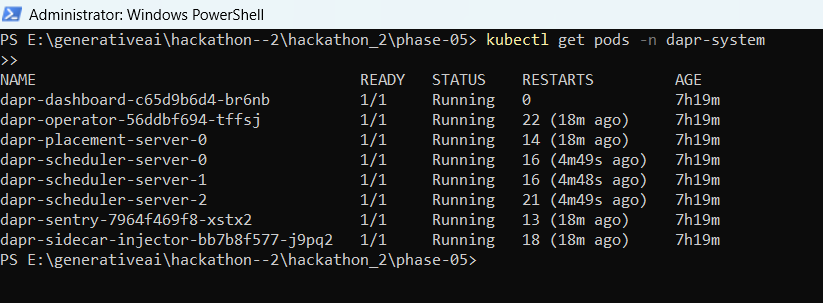 Administrator: Windows PowerShell
PS E:\generativeai\hackathon--2\hackathon_2\phase-05> kubectl get pods -n dapr-system
>>
NAME READY STATUS RESTARTS AGE
dapr-dashboard-c65d9b6d4-br6nb 1/1 Running 0 7h19m
dapr-operator-56ddbf694-tffsj 1/1 Running 22 (18m ago) 7h19m
dapr-placement-server-0 1/1 Running 14 (18m ago) 7h19m
dapr-scheduler-server-0 1/1 Running 16 (4m49s ago) 7h19m
dapr-scheduler-server-1 1/1 Running 16 (4m48s ago) 7h19m
dapr-scheduler-server-2 1/1 Running 21 (4m49s ago) 7h19m
dapr-sentry-7964f469f8-xstx2 1/1 Running 13 (18m ago) 7h19m
dapr-sidecar-injector-bb7b8f577-j9pq2 1/1 Running 18 (18m ago) 7h19m
PS E:\generativeai\hackathon--2\hackathon_2\phase-05>